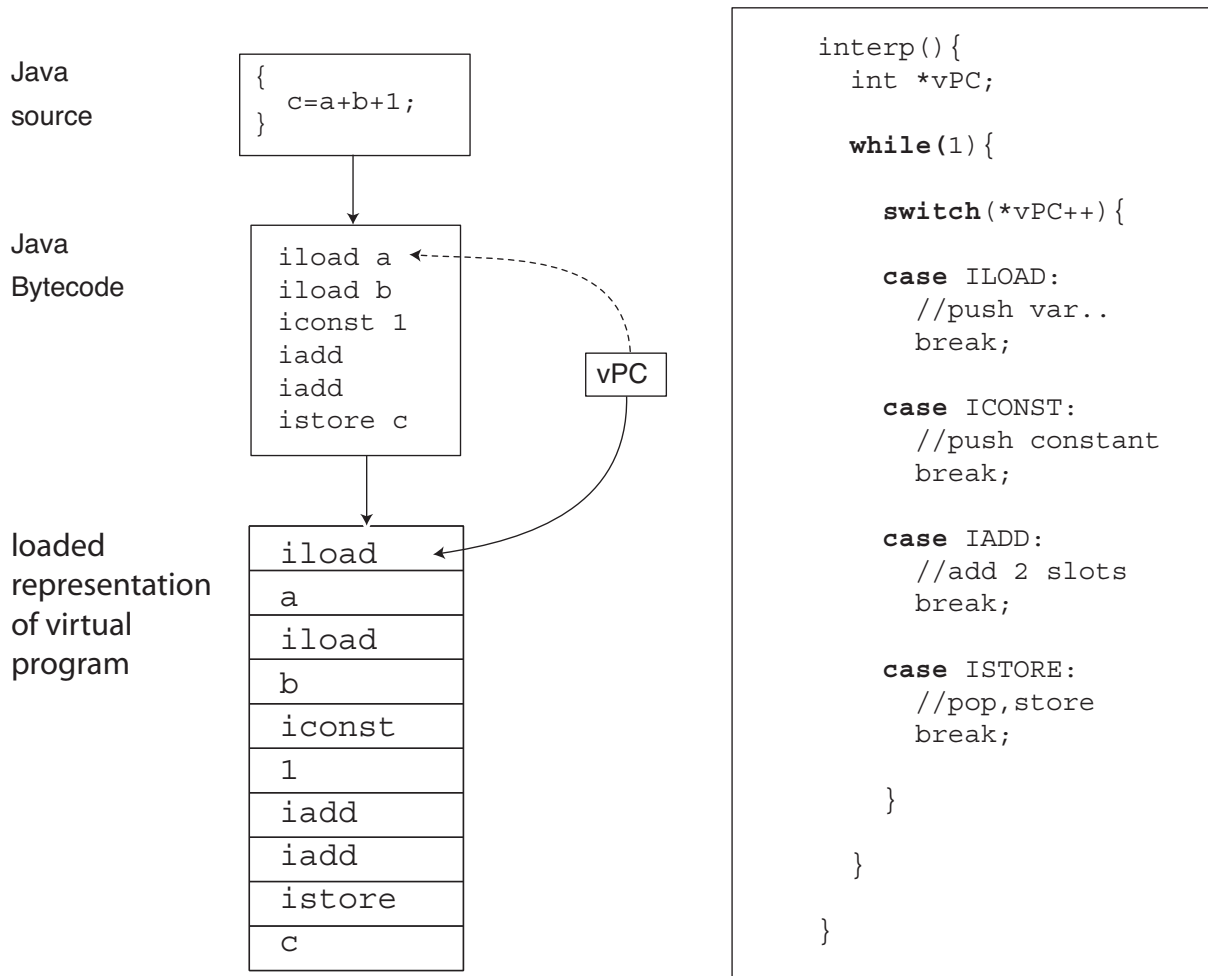 Java
source
{
c=a+b+1;
}
Java
Bytecode
iload a
iload b
iconst 1
iadd
iadd
istore c
vPC
loaded
representation
of virtual
program
iload
a
iload
b
iconst
1
iadd
iadd
istore
c
interp(){
int *vPC;
while(1){
switch(*vPC++){
case ILOAD:
//push var..
break;
case ICONST:
//push constant
break;
case IADD:
//add 2 slots
break;
case ISTORE:
//pop,store
break;
}
}
}